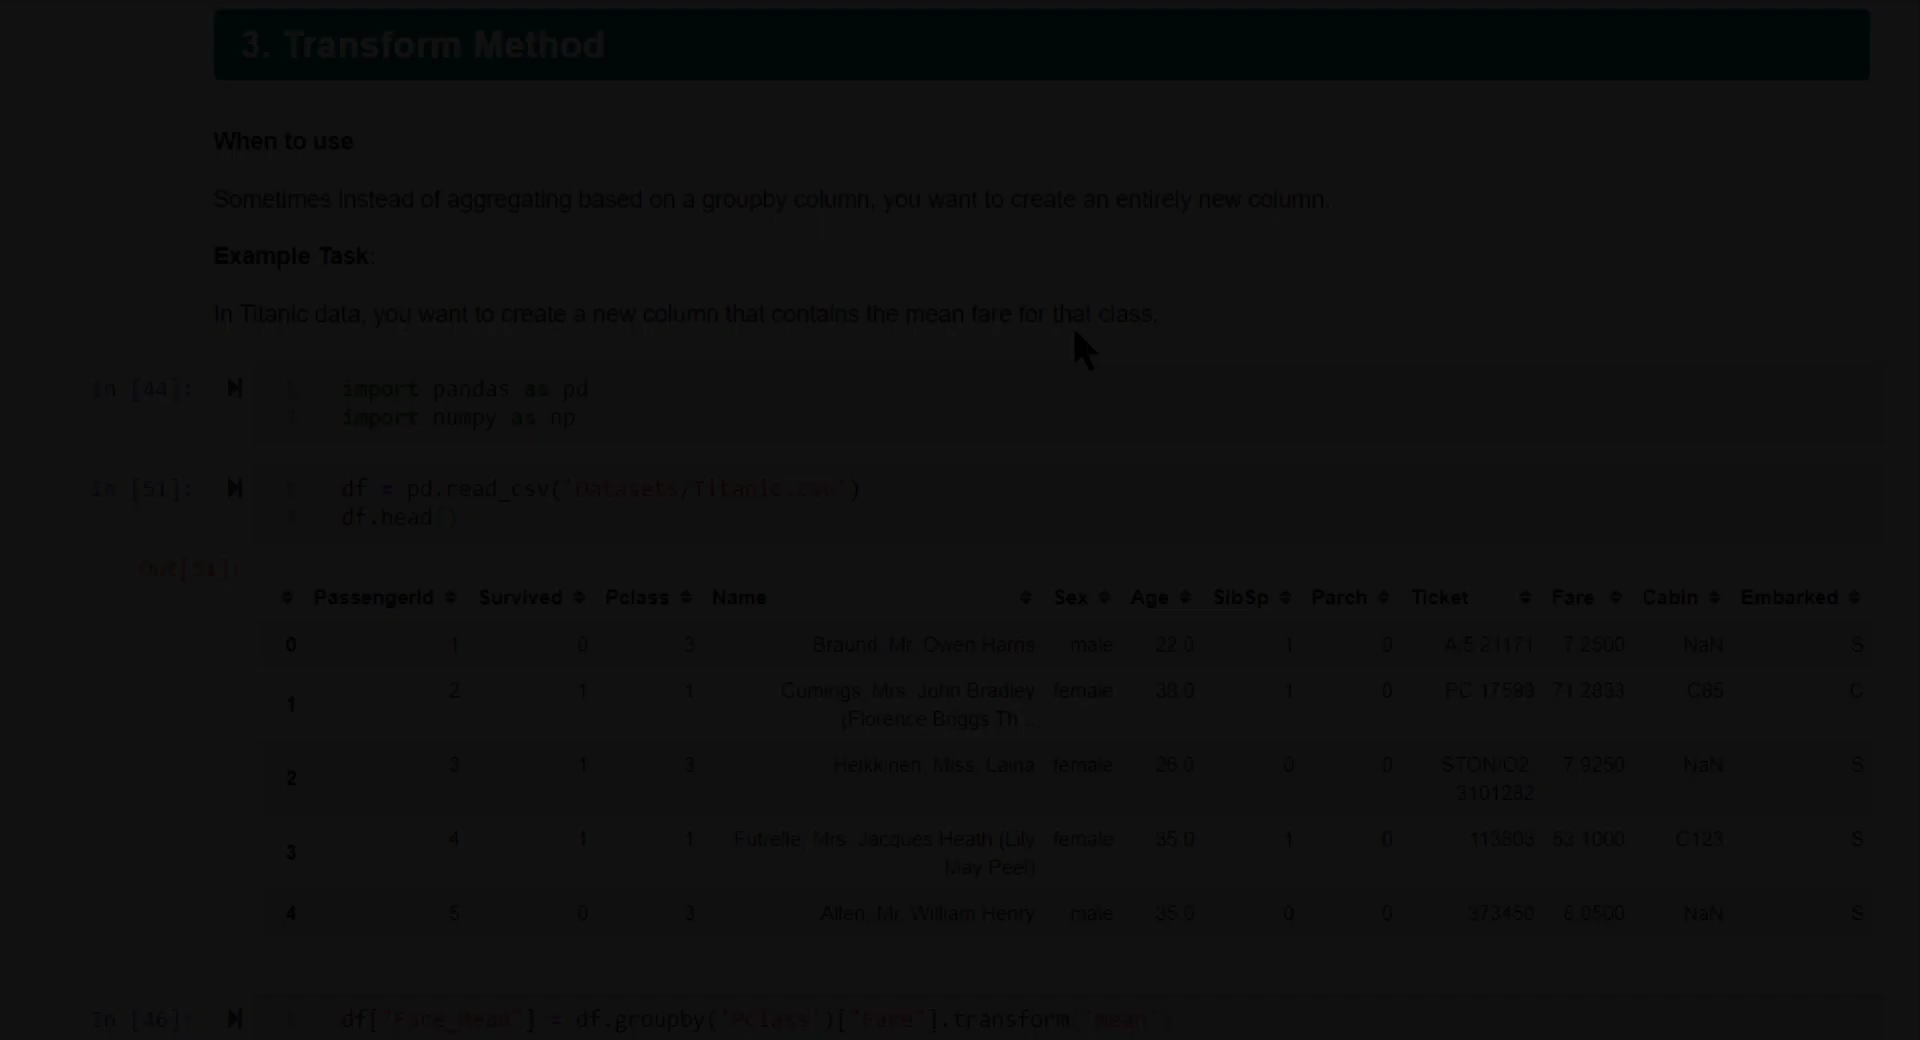 3. Transform Method
When to use
Sometimes instead of aggregating based on a groupby column, you want to create an entirely new column.
Example Task:
In Titanic data, you want to create a new column that contains the mean fare for that class.
In [44]: import pandas as pd
import numpy as np
In [51]: df = pd.read_csv("Datasets/Titanic.csv")
df.head()
Out[51]:
PassengerId Survived Pclass Name Sex Age SibSp Parch Ticket Fare Cabin Embarked
0 1 0 3 Braund, Mr. Owen Harris male 22.0 1 0 A/5 21171 7.2500 NaN S
1 2 1 1 Cumings, Mrs. John Bradley female 38.0 1 0 PC 17599 71.2833 C85 C
(Florence Briggs Th...
2 3 1 3 Heikkinen, Miss. Laina female 26.0 0 0 STON/O2. 7.9250 NaN S
3101282
3 4 1 1 Futrelle, Mrs. Jacques Heath (Lily female 35.0 1 0 113803 53.1000 C123 S
May Peel)
4 5 0 3 Allen, Mr. William Henry male 35.0 0 0 373450 8.0500 NaN S
In [46]: df["Fare_Mean"] = df.groupby('Pclass')["Fare"].transform('mean')